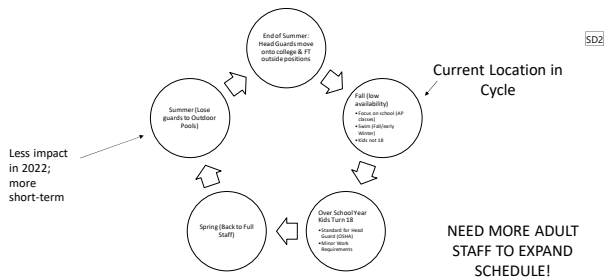 End of Summer:
Head Guards move
onto college & FT
outside positions
SD2
Current Location in
Cycle
Fall (low
availability)
•Focus on school (AP
classes)
•Swim (Fall/early
Winter)
•Kids not 18
Summer (Lose
guards to Outdoor
Pools)
Less impact
in 2022;
more
short-term
Over School Year
Kids Turn 18
•Standard for Head
Guard (OSHA)
•Minor Work
Requirements
Spring (Back to Full
Staff)
NEED MORE ADULT
STAFF TO EXPAND
SCHEDULE!